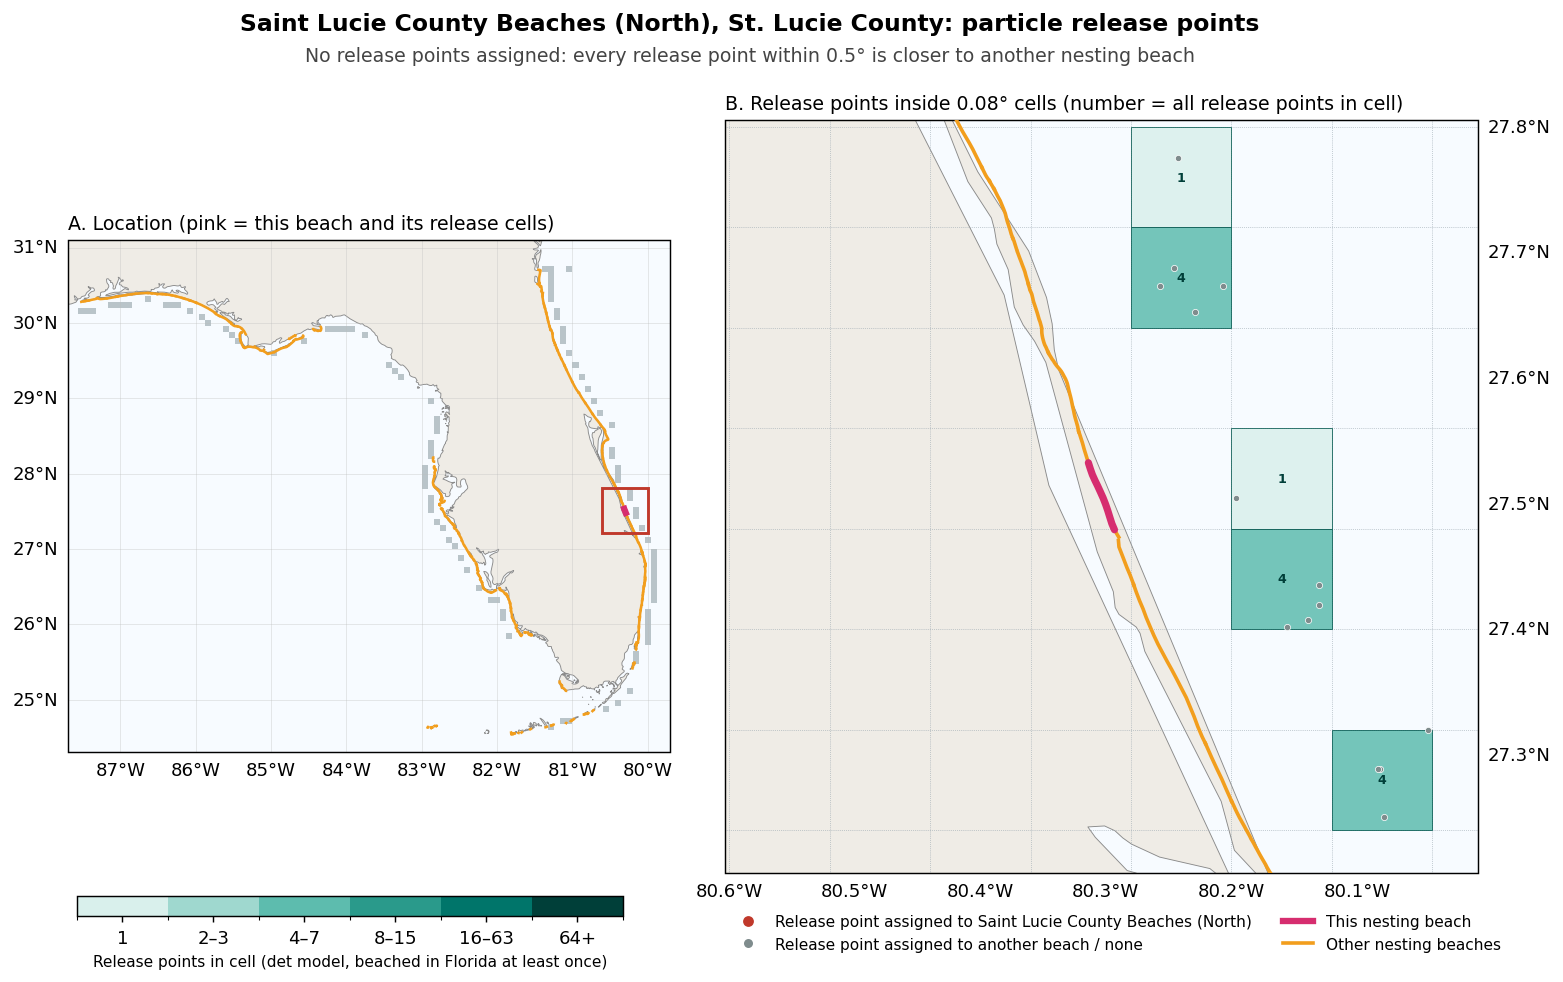 Saint Lucie County Beaches (North), St. Lucie County: particle release points
No release points assigned: every release point within 0.5° is closer to another nesting beach
A. Location (pink = this beach and its release cells)
31°N
30°N
29°N
28°N
27°N
26°N
25°N
87°W 86°W 85°W 84°W 83°W 82°W 81°W 80°W
1 2–3 4–7 8–15 16–63 64+
Release points in cell (det model, beached in Florida at least once)
B. Release points inside 0.08° cells (number = all release points in cell)
1
4
1
4
4
27.8°N
27.7°N
27.6°N
27.5°N
27.4°N
27.3°N
80.6°W 80.5°W 80.4°W 80.3°W 80.2°W 80.1°W
Release point assigned to Saint Lucie County Beaches (North)
Release point assigned to another beach / none
This nesting beach
Other nesting beaches